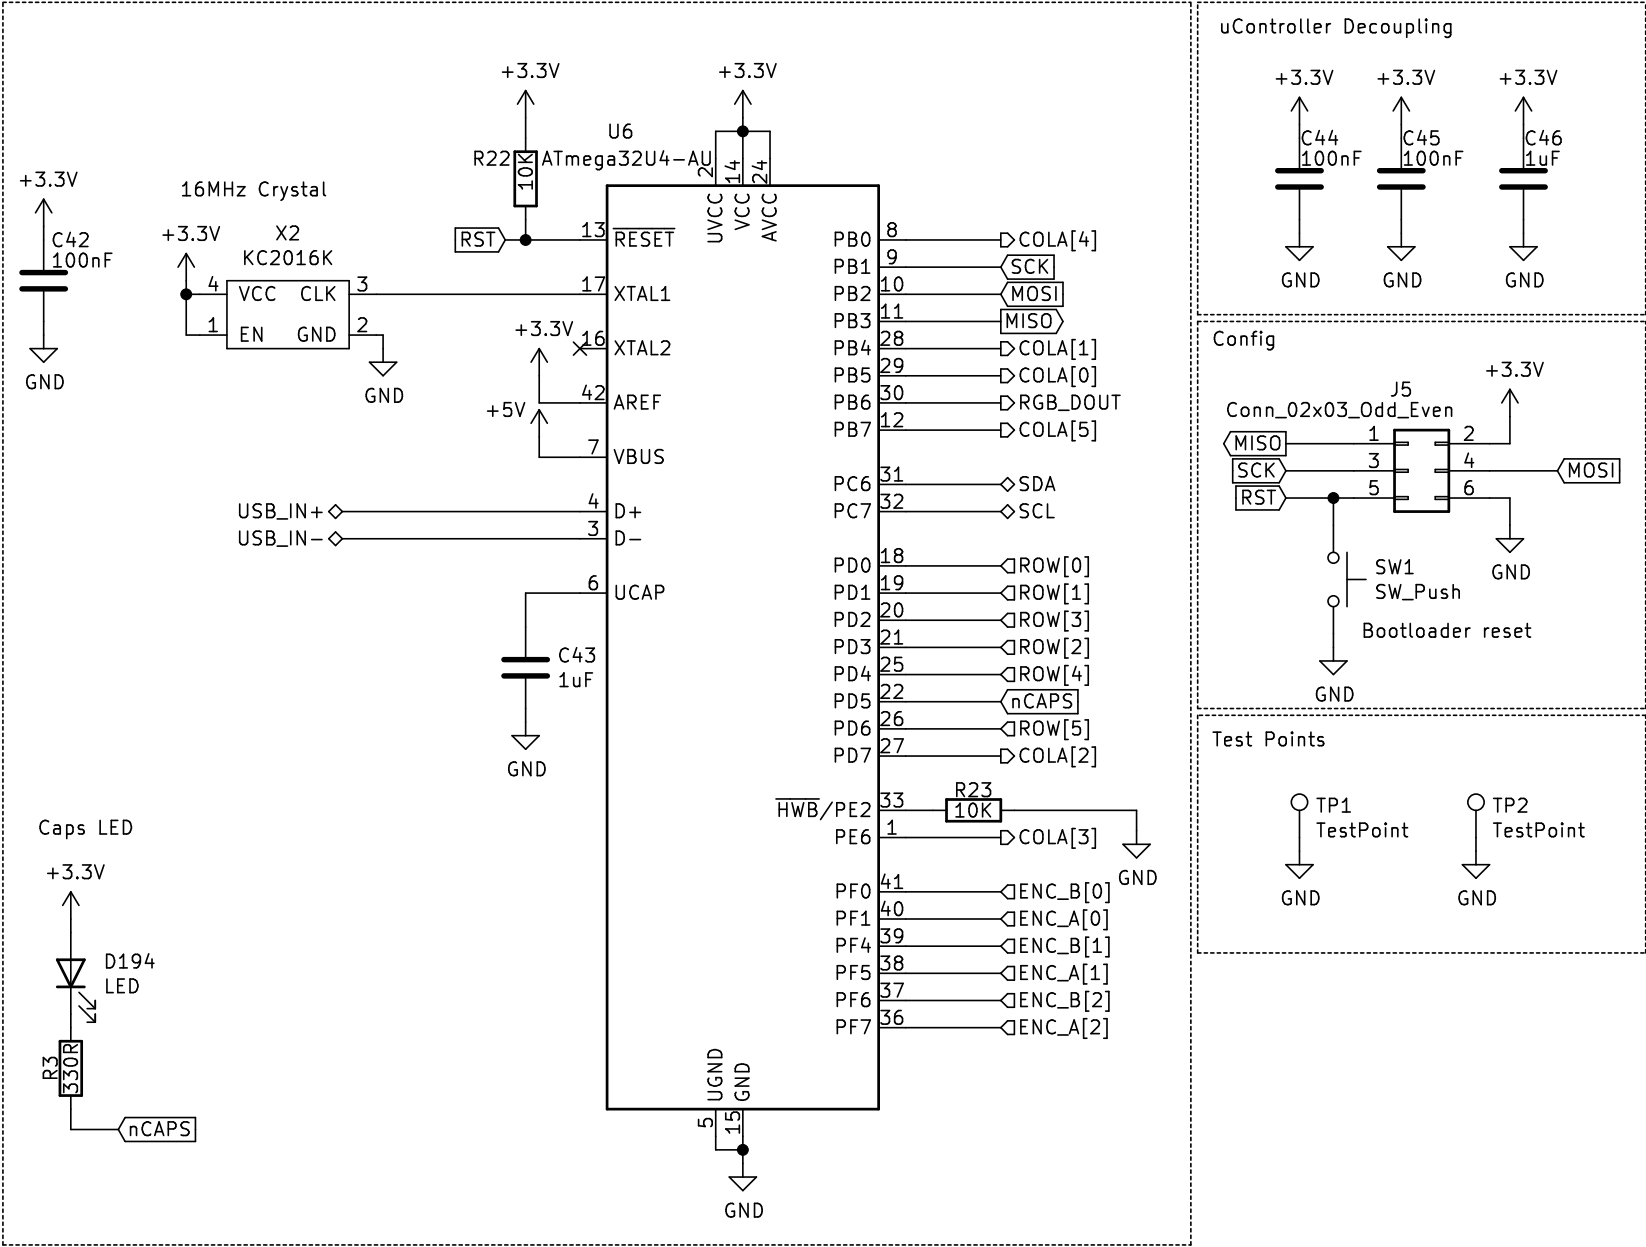 +3.3V
C42
100nF
GND
16MHz Crystal
+3.3V
X2
KC2016K
4 VCC CLK 3
1 EN GND 2
GND
+3.3V
R22
10K
RST
U6
ATmega32U4-AU
+3.3V
2 14 24
UVCC VCC AVCC
13 RESET
17 XTAL1
+3.3V
16 XTAL2
42 AREF
+5V
7 VBUS
USB_IN+ 4 D+
USB_IN- 3 D-
6 UCAP
C43
1uF
GND
PB0 8 COLA[4]
PB1 9 SCK
PB2 10 MOSI
PB3 11 MISO
PB4 28 COLA[1]
PB5 29 COLA[0]
PB6 30 RGB_DOUT
PB7 12 COLA[5]
PC6 31 SDA
PC7 32 SCL
PD0 18 ROW[0]
PD1 19 ROW[1]
PD2 20 ROW[3]
PD3 21 ROW[2]
PD4 25 ROW[4]
PD5 22 nCAPS
PD6 26 ROW[5]
PD7 27 COLA[2]
R23
HWB/PE2 33 10K
PE6 1 COLA[3]
GND
PF0 41 ENC_B[0]
PF1 40 ENC_A[0]
PF4 39 ENC_B[1]
PF5 38 ENC_A[1]
PF6 37 ENC_B[2]
PF7 36 ENC_A[2]
UGND GND
5 15
GND
Caps LED
+3.3V
D194
LED
R3
330R
nCAPS
uController Decoupling
+3.3V +3.3V +3.3V
C44 C45 C46
100nF 100nF 1uF
GND GND GND
Config
+3.3V
J5
Conn_02x03_Odd_Even
MISO 1 2
SCK 3 4 MOSI
RST 5 6
GND
SW1
SW_Push
Bootloader reset
GND
Test Points
TP1 TP2
TestPoint TestPoint
GND GND